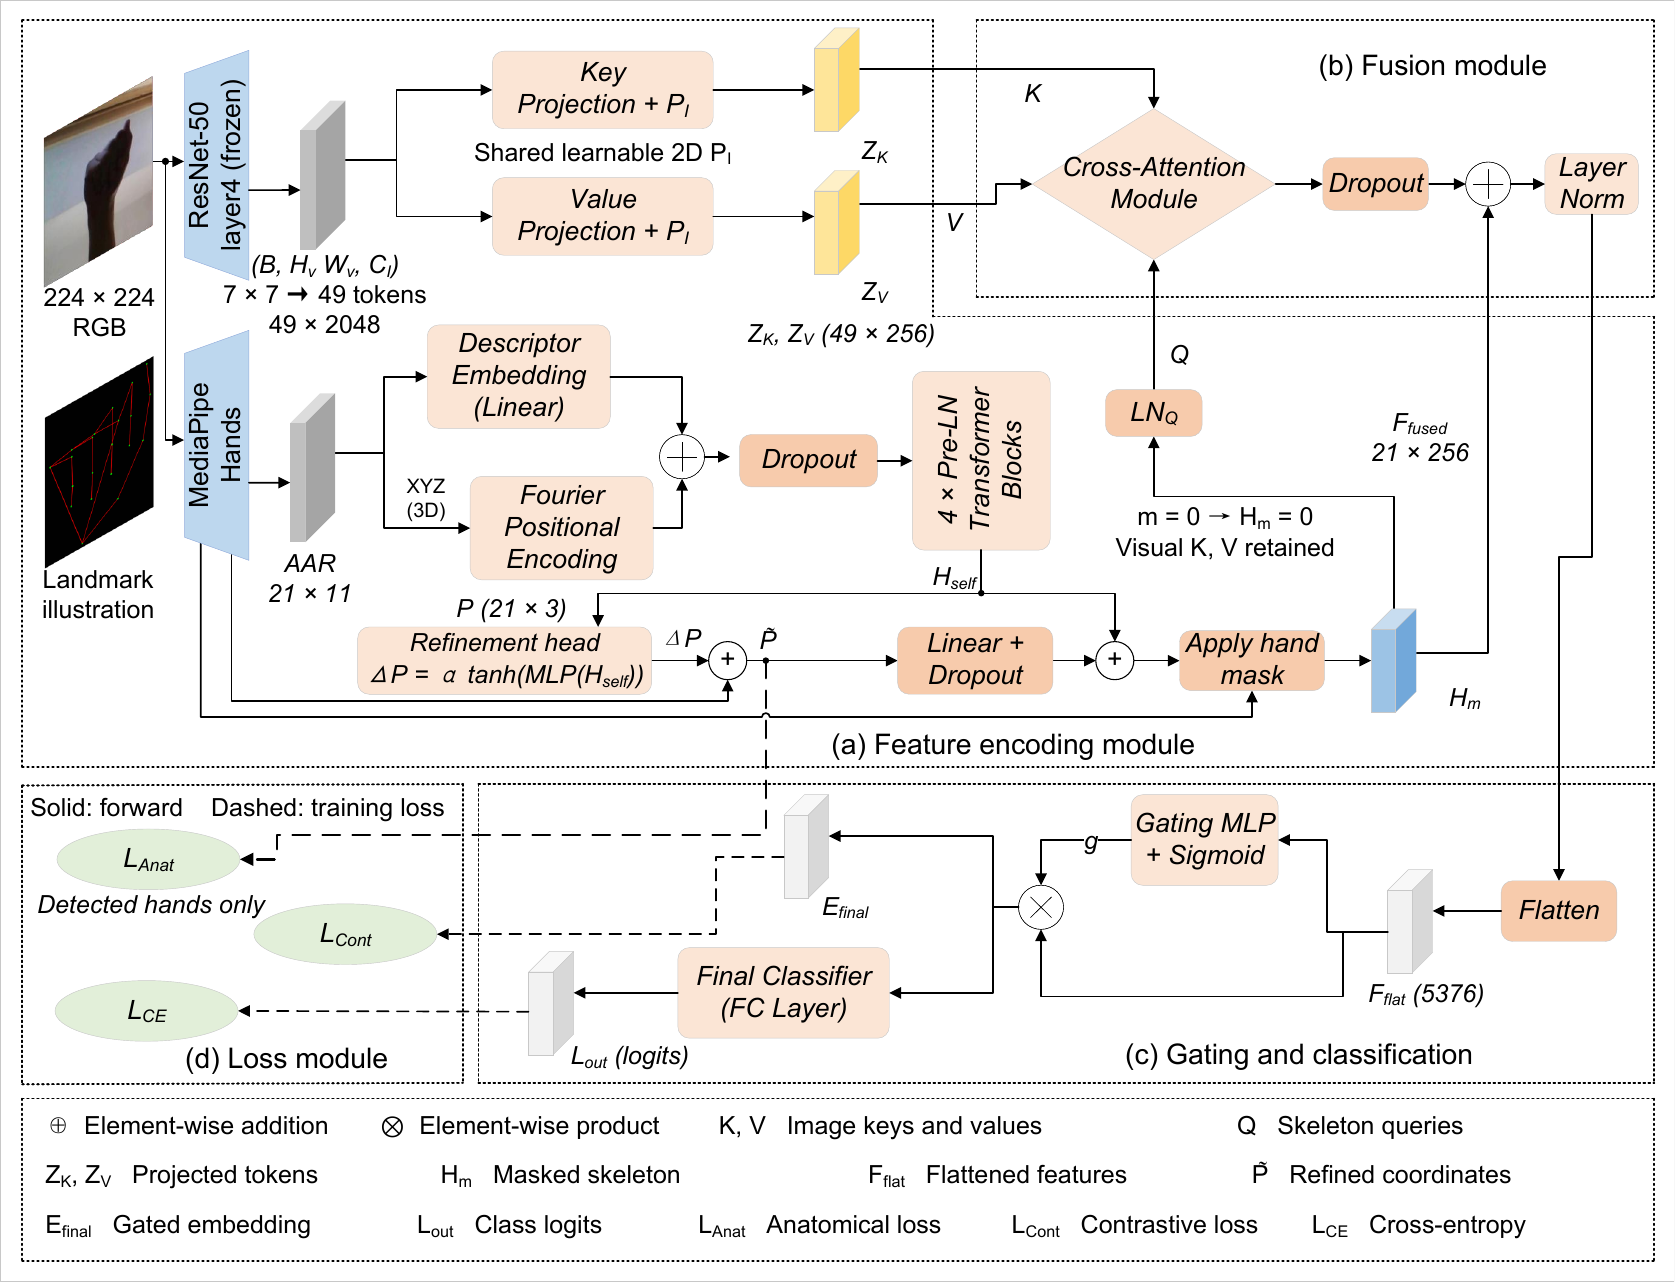 ResNet-50
layer4 (frozen)
224 × 224
RGB
(B, Hᵥ Wᵥ, Cₗ)
7 × 7 → 49 tokens
49 × 2048
Key
Projection + Pₗ
Shared learnable 2D Pₗ
Value
Projection + Pₗ
Z_K
Z_V
Z_K, Z_V (49 × 256)
K
V
(b) Fusion module
Cross-Attention
Module
Dropout
Layer
Norm
Q
LN_Q
F_fused
21 × 256
m = 0 → H_m = 0
Visual K, V retained
MediaPipe
Hands
Landmark
illustration
AAR
21 × 11
Descriptor
Embedding
(Linear)
XYZ
(3D)
Fourier
Positional
Encoding
Dropout
4 × Pre-LN
Transformer
Blocks
H_self
P (21 × 3)
Refinement head
ΔP = α tanh(MLP(H_self))
ΔP
+
P̃
Linear +
Dropout
+
Apply hand
mask
H_m
(a) Feature encoding module
Solid: forward Dashed: training loss
L_Anat
Detected hands only
L_Cont
L_CE
(d) Loss module
E_final
Final Classifier
(FC Layer)
L_out (logits)
g
Gating MLP
+ Sigmoid
Flatten
F_flat (5376)
(c) Gating and classification
⊕ Element-wise addition ⊗ Element-wise product K, V Image keys and values Q Skeleton queries
Z_K, Z_V Projected tokens H_m Masked skeleton F_flat Flattened features P̃ Refined coordinates
E_final Gated embedding L_out Class logits L_Anat Anatomical loss L_Cont Contrastive loss L_CE Cross-entropy